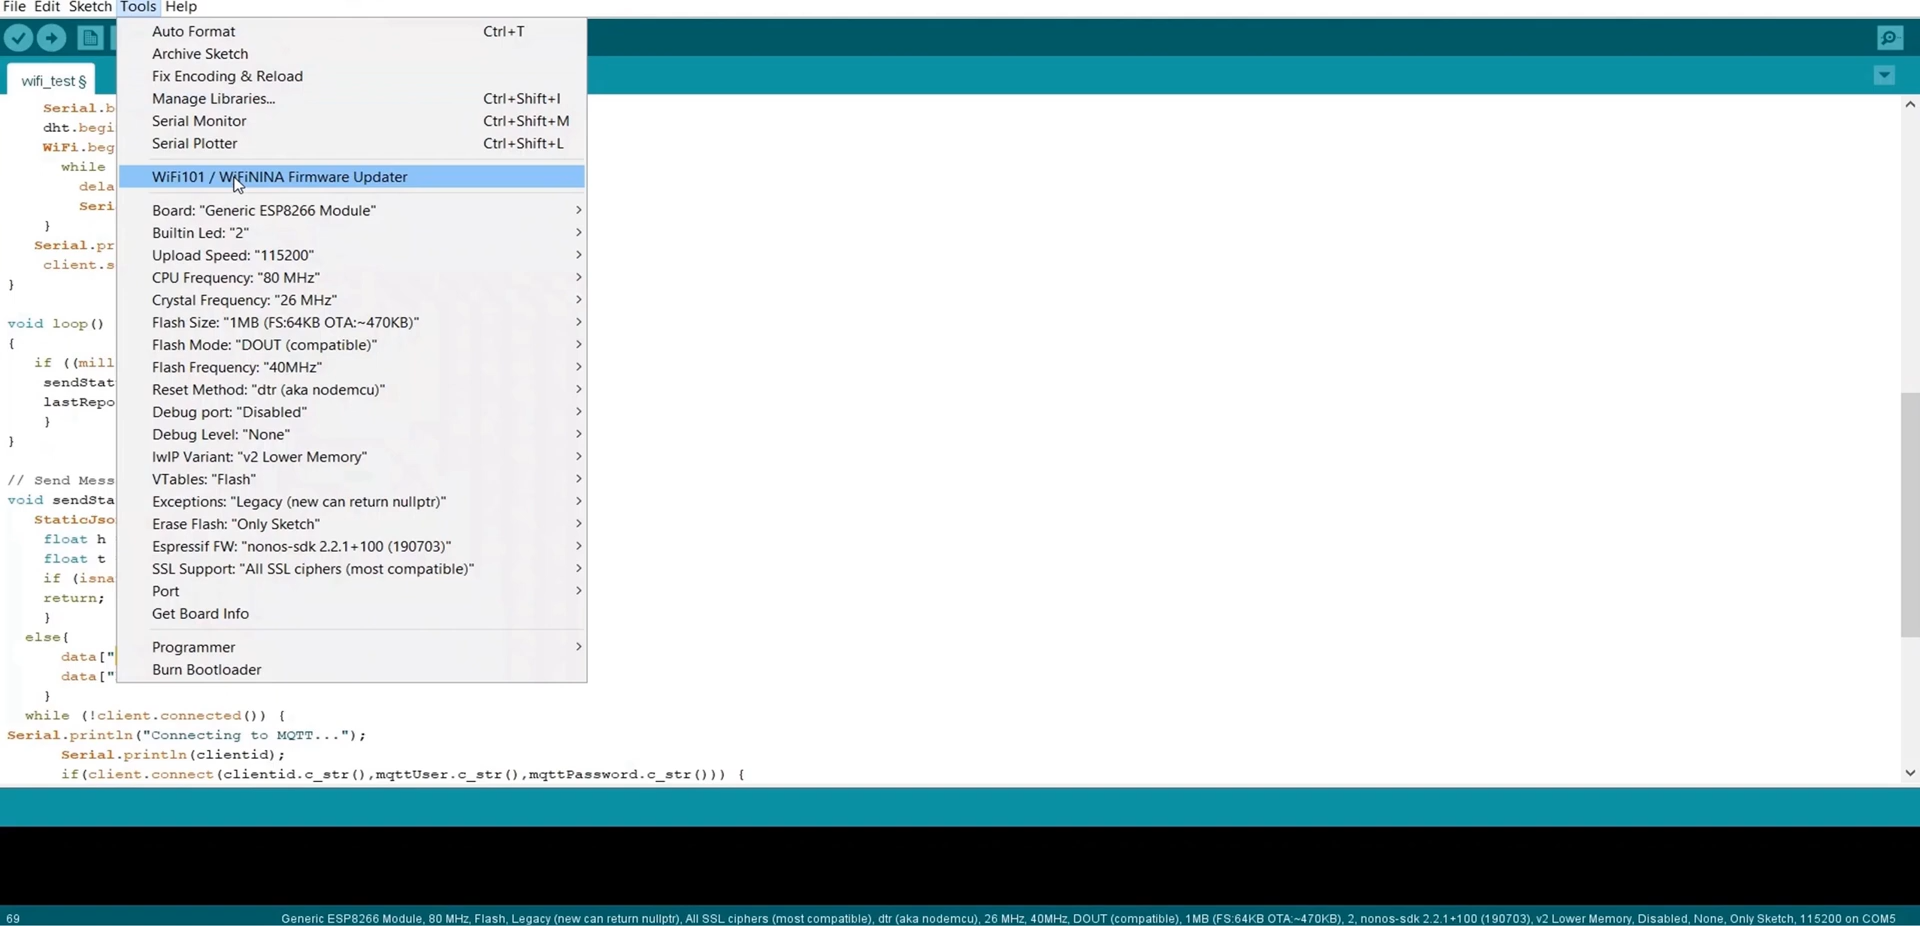 File Edit Sketch Tools Help
Auto Format Ctrl+T
Archive Sketch
Fix Encoding & Reload
Manage Libraries... Ctrl+Shift+I
Serial Monitor Ctrl+Shift+M
Serial Plotter Ctrl+Shift+L
WiFi101 / WiFiNINA Firmware Updater
Board: "Generic ESP8266 Module"
Builtin Led: "2"
Upload Speed: "115200"
CPU Frequency: "80 MHz"
Crystal Frequency: "26 MHz"
Flash Size: "1MB (FS:64KB OTA:~470KB)"
Flash Mode: "DOUT (compatible)"
Flash Frequency: "40MHz"
Reset Method: "dtr (aka nodemcu)"
Debug port: "Disabled"
Debug Level: "None"
lwIP Variant: "v2 Lower Memory"
VTables: "Flash"
Exceptions: "Legacy (new can return nullptr)"
Erase Flash: "Only Sketch"
Espressif FW: "nonos-sdk 2.2.1+100 (190703)"
SSL Support: "All SSL ciphers (most compatible)"
Port
Get Board Info
Programmer
Burn Bootloader
wifi_test §
Serial.b
dht.begi
WiFi.beg
while
dela
Seri
}
Serial.pr
client.s
}
void loop()
{
if ((mill
sendStat
lastRepo
}
}
// Send Mess
void sendSta
StaticJso
float h
float t
if (isna
return;
}
else{
data["
data["
}
while (!client.connected()) {
Serial.println("Connecting to MQTT...");
Serial.println(clientid);
if(client.connect(clientid.c_str(),mqttUser.c_str(),mqttPassword.c_str())) {
69 Generic ESP8266 Module, 80 MHz, Flash, Legacy (new can return nullptr), All SSL ciphers (most compatible), dtr (aka nodemcu), 26 MHz, 40MHz, DOUT (compatible), 1MB (FS:64KB OTA:~470KB), 2, nonos-sdk 2.2.1+100 (190703), v2 Lower Memory, Disabled, None, Only Sketch, 115200 on COM5